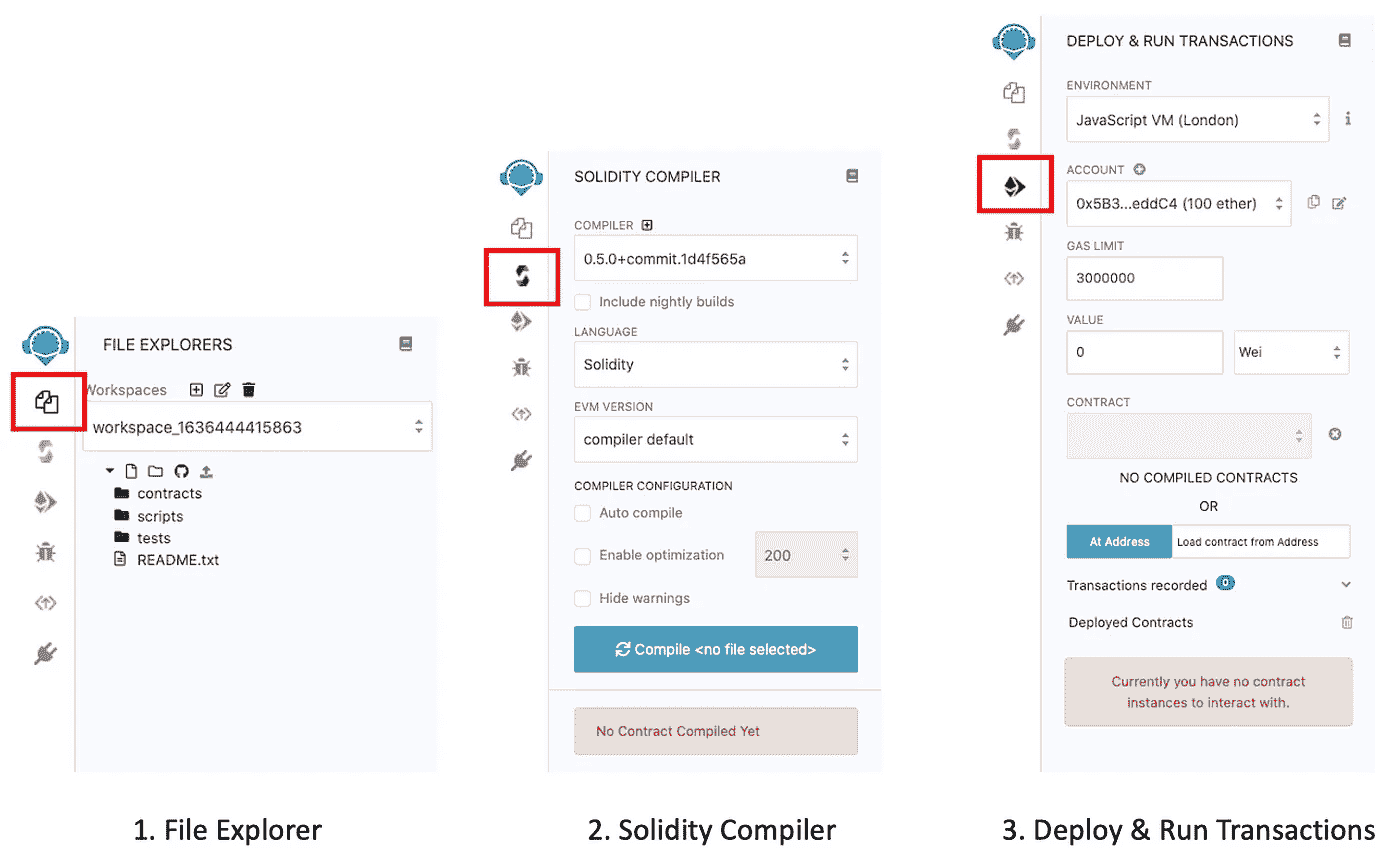 FILE EXPLORERS
Workspaces
workspace_1636444415863
contracts
scripts
tests
README.txt
1. File Explorer
SOLIDITY COMPILER
COMPILER
0.5.0+commit.1d4f565a
Include nightly builds
LANGUAGE
Solidity
EVM VERSION
compiler default
COMPILER CONFIGURATION
Auto compile
Enable optimization 200
Hide warnings
Compile <no file selected>
No Contract Compiled Yet
2. Solidity Compiler
DEPLOY & RUN TRANSACTIONS
ENVIRONMENT
JavaScript VM (London)
ACCOUNT
0x5B3...eddC4 (100 ether)
GAS LIMIT
3000000
VALUE
0 Wei
CONTRACT
NO COMPILED CONTRACTS
OR
At Address Load contract from Address
Transactions recorded 0
Deployed Contracts
Currently you have no contract
instances to interact with.
3. Deploy & Run Transactions